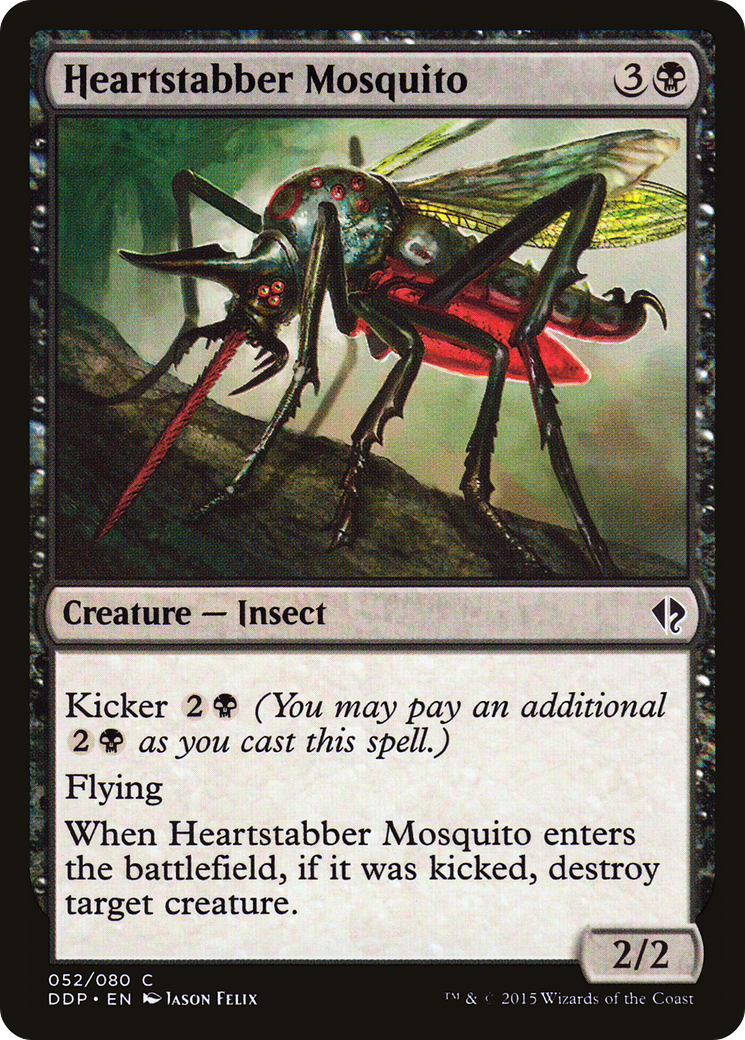 Heartstabber Mosquito 3
Creature — Insect
Kicker 2 (You may pay an additional
2 as you cast this spell.)
Flying
When Heartstabber Mosquito enters
the battlefield, if it was kicked, destroy
target creature.
2/2
052/080 C
DDP • EN Jason Felix
™ & © 2015 Wizards of the Coast